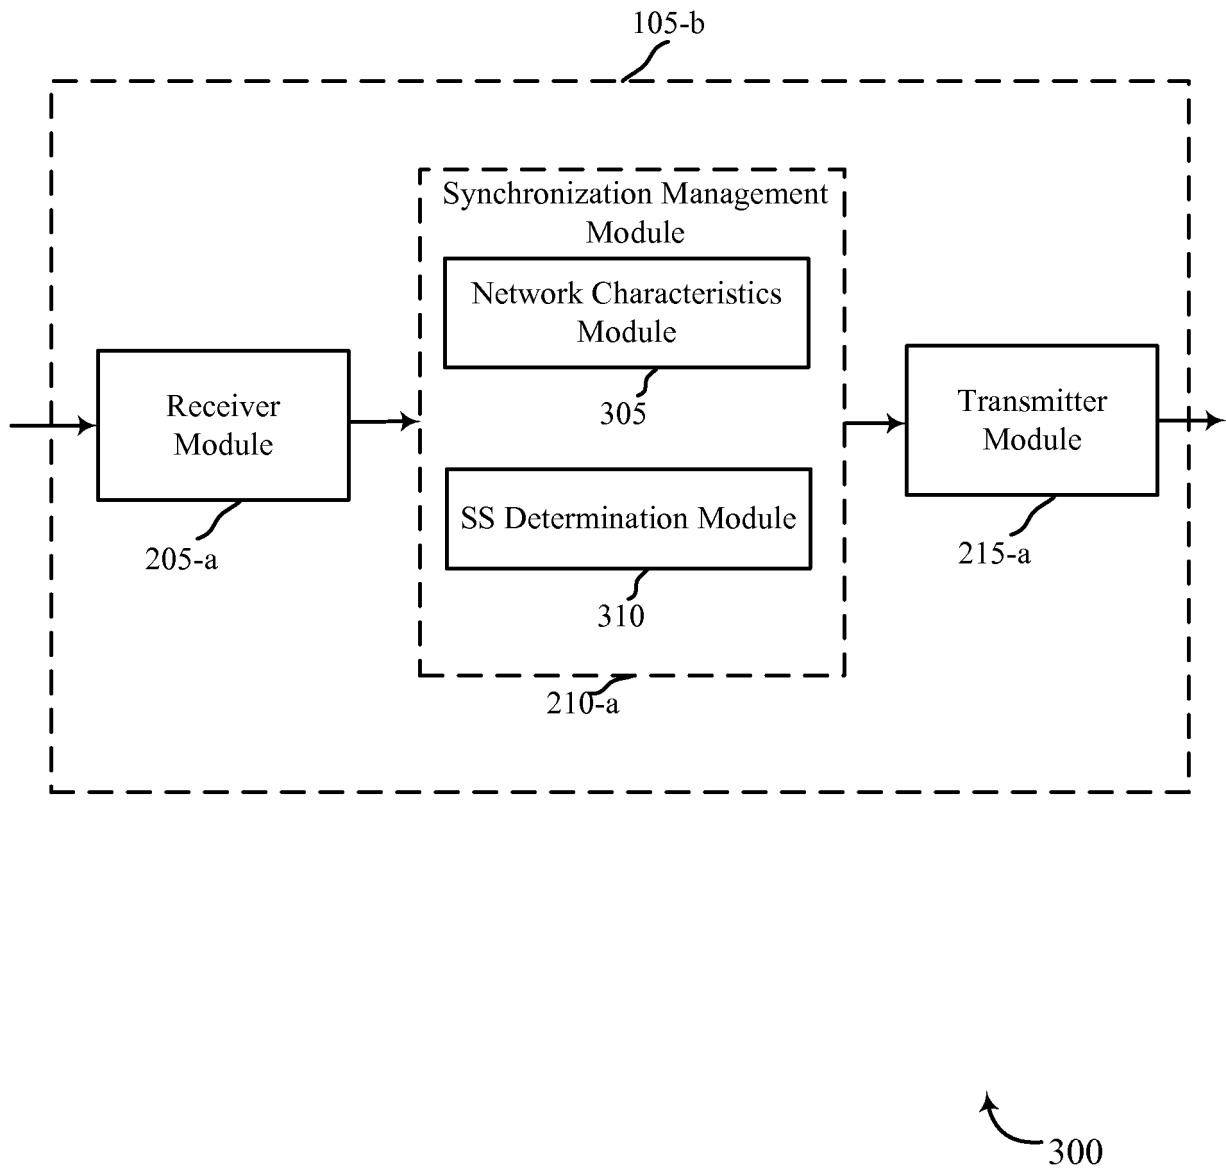 105-b
Synchronization Management
Module
Network Characteristics
Module
305
Receiver
Module
205-a
Transmitter
Module
215-a
SS Determination Module
310
210-a
300